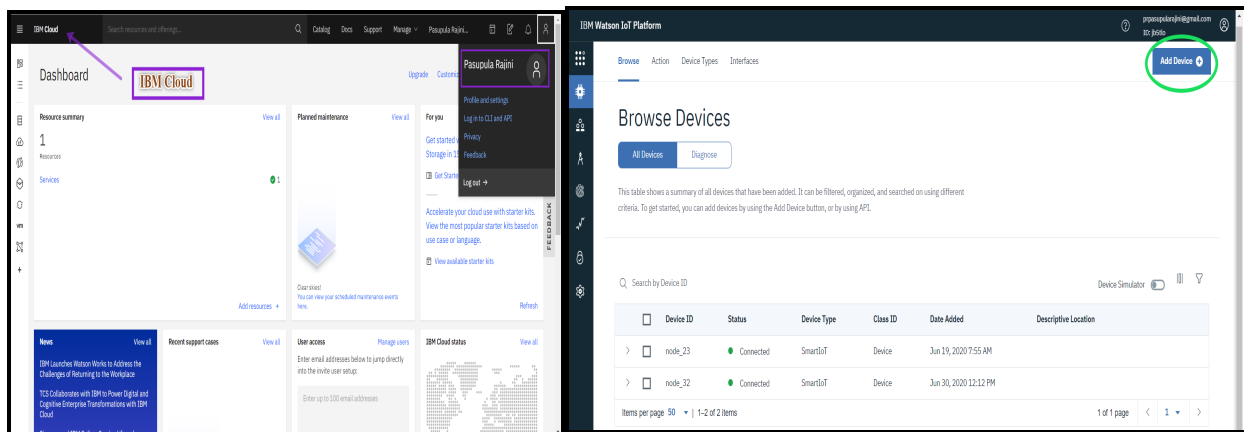 IBM Cloud
Search resources and offerings...
Catalog Docs Support Manage Pasupula Rajini...
Dashboard
IBM Cloud
Upgrade Customiz
Pasupula Rajini
Profile and settings
Log in to CLI and API
Privacy
Feedback
Log out →
Resource summary View all
1
Resources
Services 1
Add resources +
Planned maintenance View all
Clear skies!
You can view your scheduled maintenance events
here.
For you
Get started
Storage in 15
Get Starte
Accelerate your cloud use with starter kits.
View the most popular starter kits based on
use case or language.
View available starter kits
Refresh
FEEDBACK
vm
News View all
IBM Launches Watson Works to Address the
Challenges of Returning to the Workplace
TCS Collaborates with IBM to Power Digital and
Cognitive Enterprise Transformations with IBM
Cloud
Recent support cases View all
User access Manage users
Enter email addresses below to jump directly
into the invite user setup:
Enter up to 100 email addresses
IBM Cloud status View all
IBM Watson IoT Platform
prpasupularajini@gmail.com
Browse Action Device Types Interfaces
Add Device +
Browse Devices
All Devices Diagnose
This table shows a summary of all devices that have been added. It can be filtered, organized, and searched on using different
criteria. To get started, you can add devices by using the Add Device button, or by using API.
Search by Device ID
Device Simulator
Device ID Status Device Type Class ID Date Added Descriptive Location
node_23 Connected SmartIoT Device Jun 19, 2020 7:55 AM
node_32 Connected SmartIoT Device Jun 30, 2020 12:12 PM
Items per page 50 | 1–2 of 2 items
1 of 1 page < 1 >